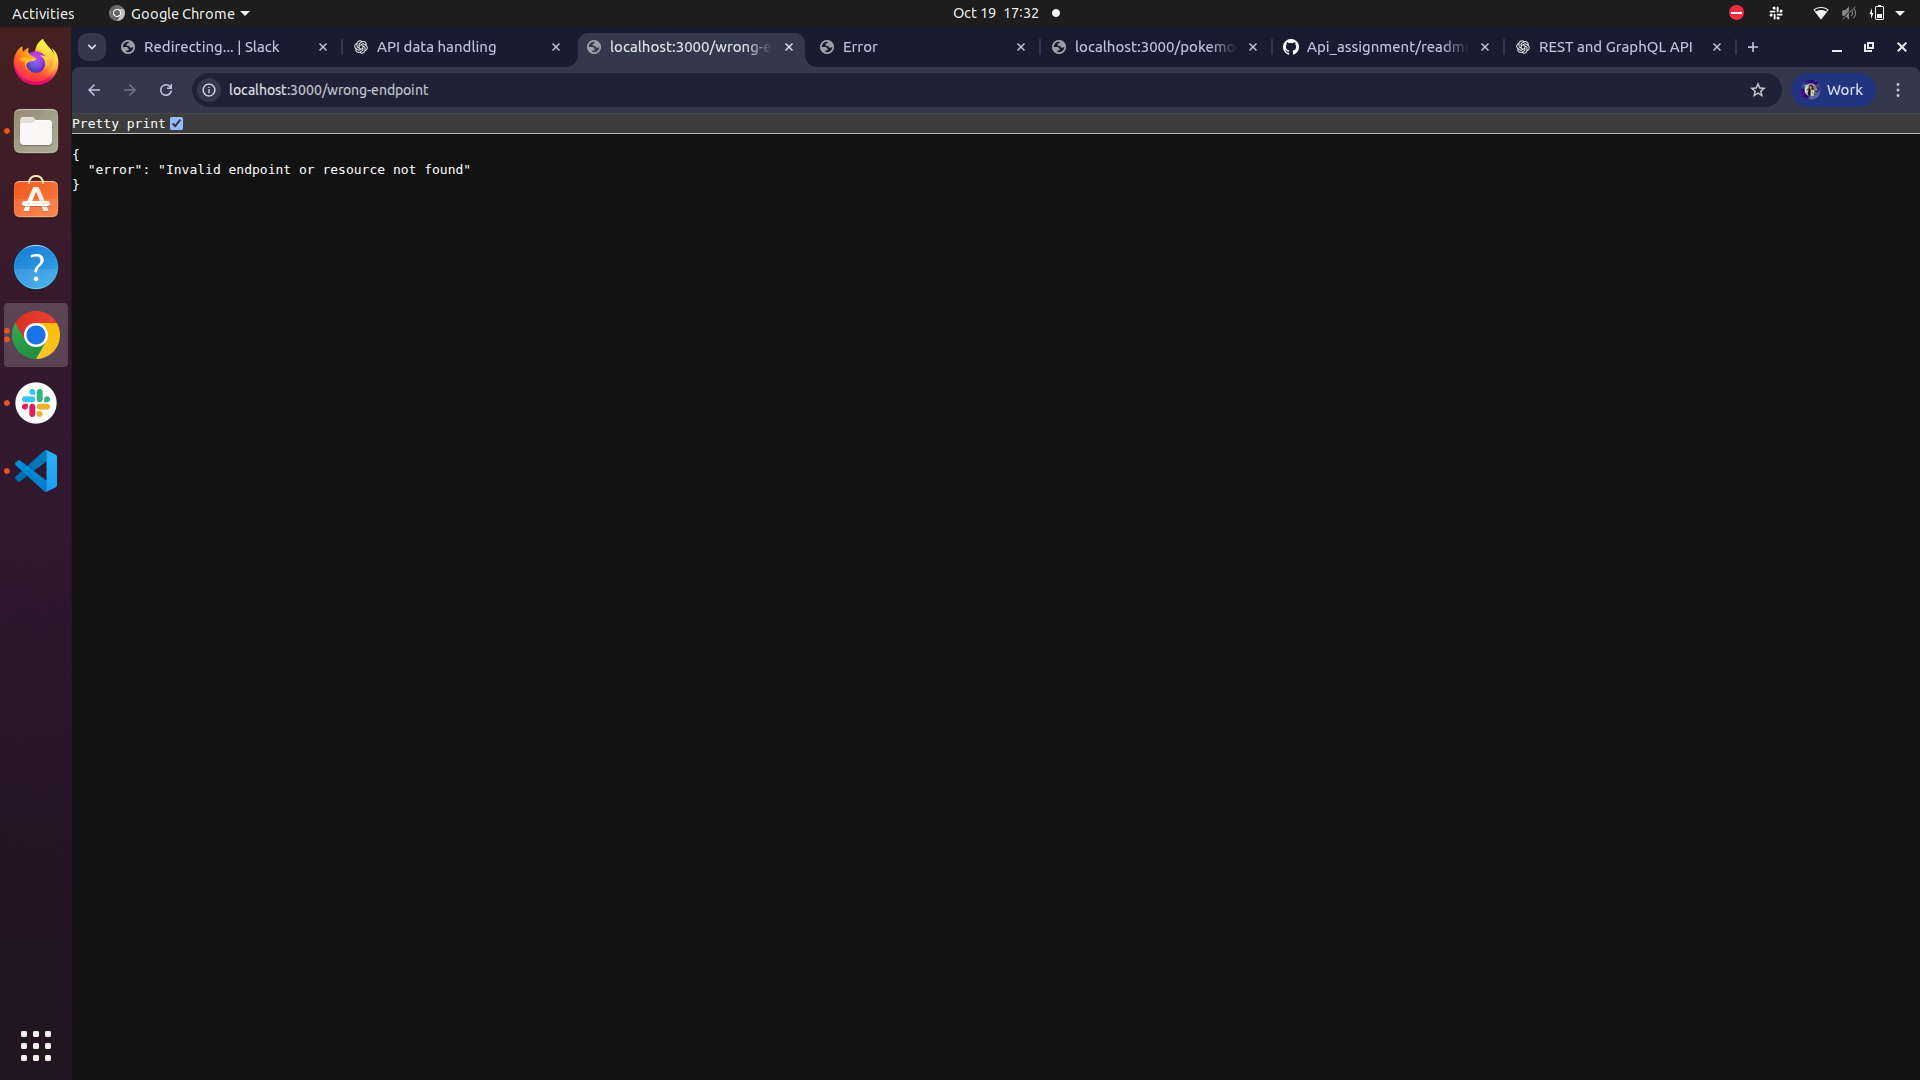 Activities
Google Chrome
Oct 19 17:32
Redirecting... | Slack
API data handling
localhost:3000/wrong-e
Error
localhost:3000/pokemo
Api_assignment/readm
REST and GraphQL API
localhost:3000/wrong-endpoint
Work
Pretty print
{
"error": "Invalid endpoint or resource not found"
}